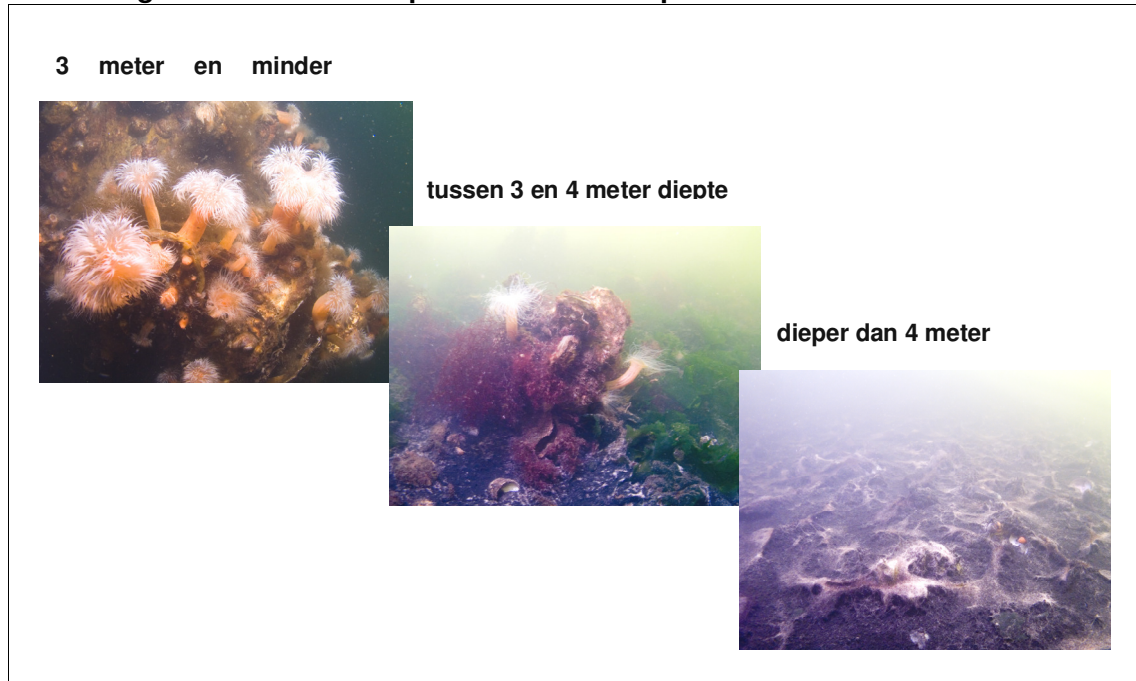 3 meter en minder
tussen 3 en 4 meter diepte
dieper dan 4 meter